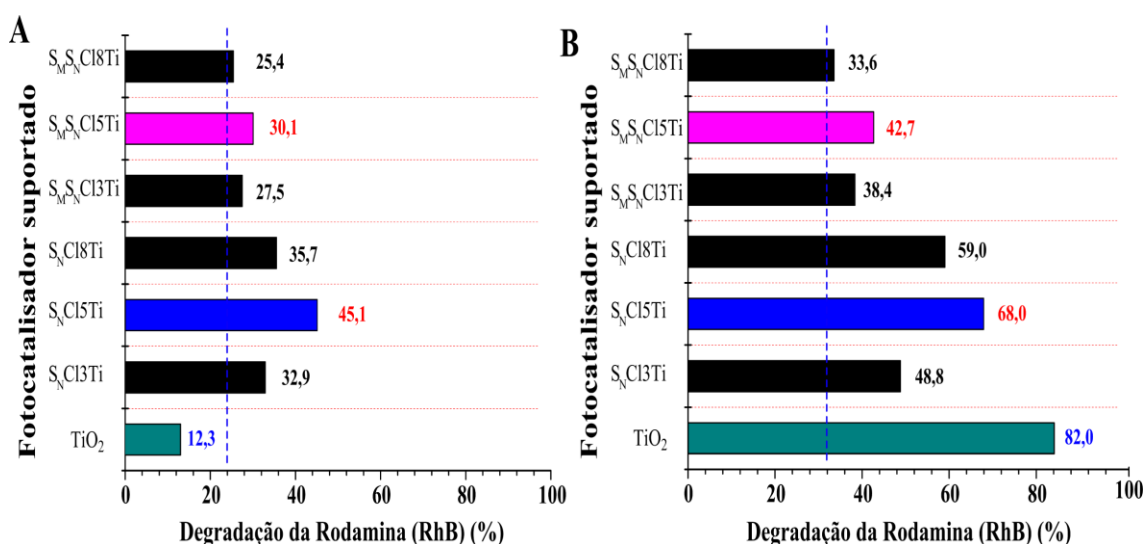 A
Fotocatalisador suportado
S_MS_NCl8Ti
25,4
S_MS_NCl5Ti
30,1
S_MS_NCl3Ti
27,5
S_NCl8Ti
35,7
S_NCl5Ti
45,1
S_NCl3Ti
32,9
TiO₂
12,3
0 20 40 60 80 100
Degradação da Rodamina (RhB) (%)
B
Fotocatalisador suportado
S_MS_NCl8Ti
33,6
S_MS_NCl5Ti
42,7
S_MS_NCl3Ti
38,4
S_NCl8Ti
59,0
S_NCl5Ti
68,0
S_NCl3Ti
48,8
TiO₂
82,0
0 20 40 60 80 100
Degradação da Rodamina (RhB) (%)